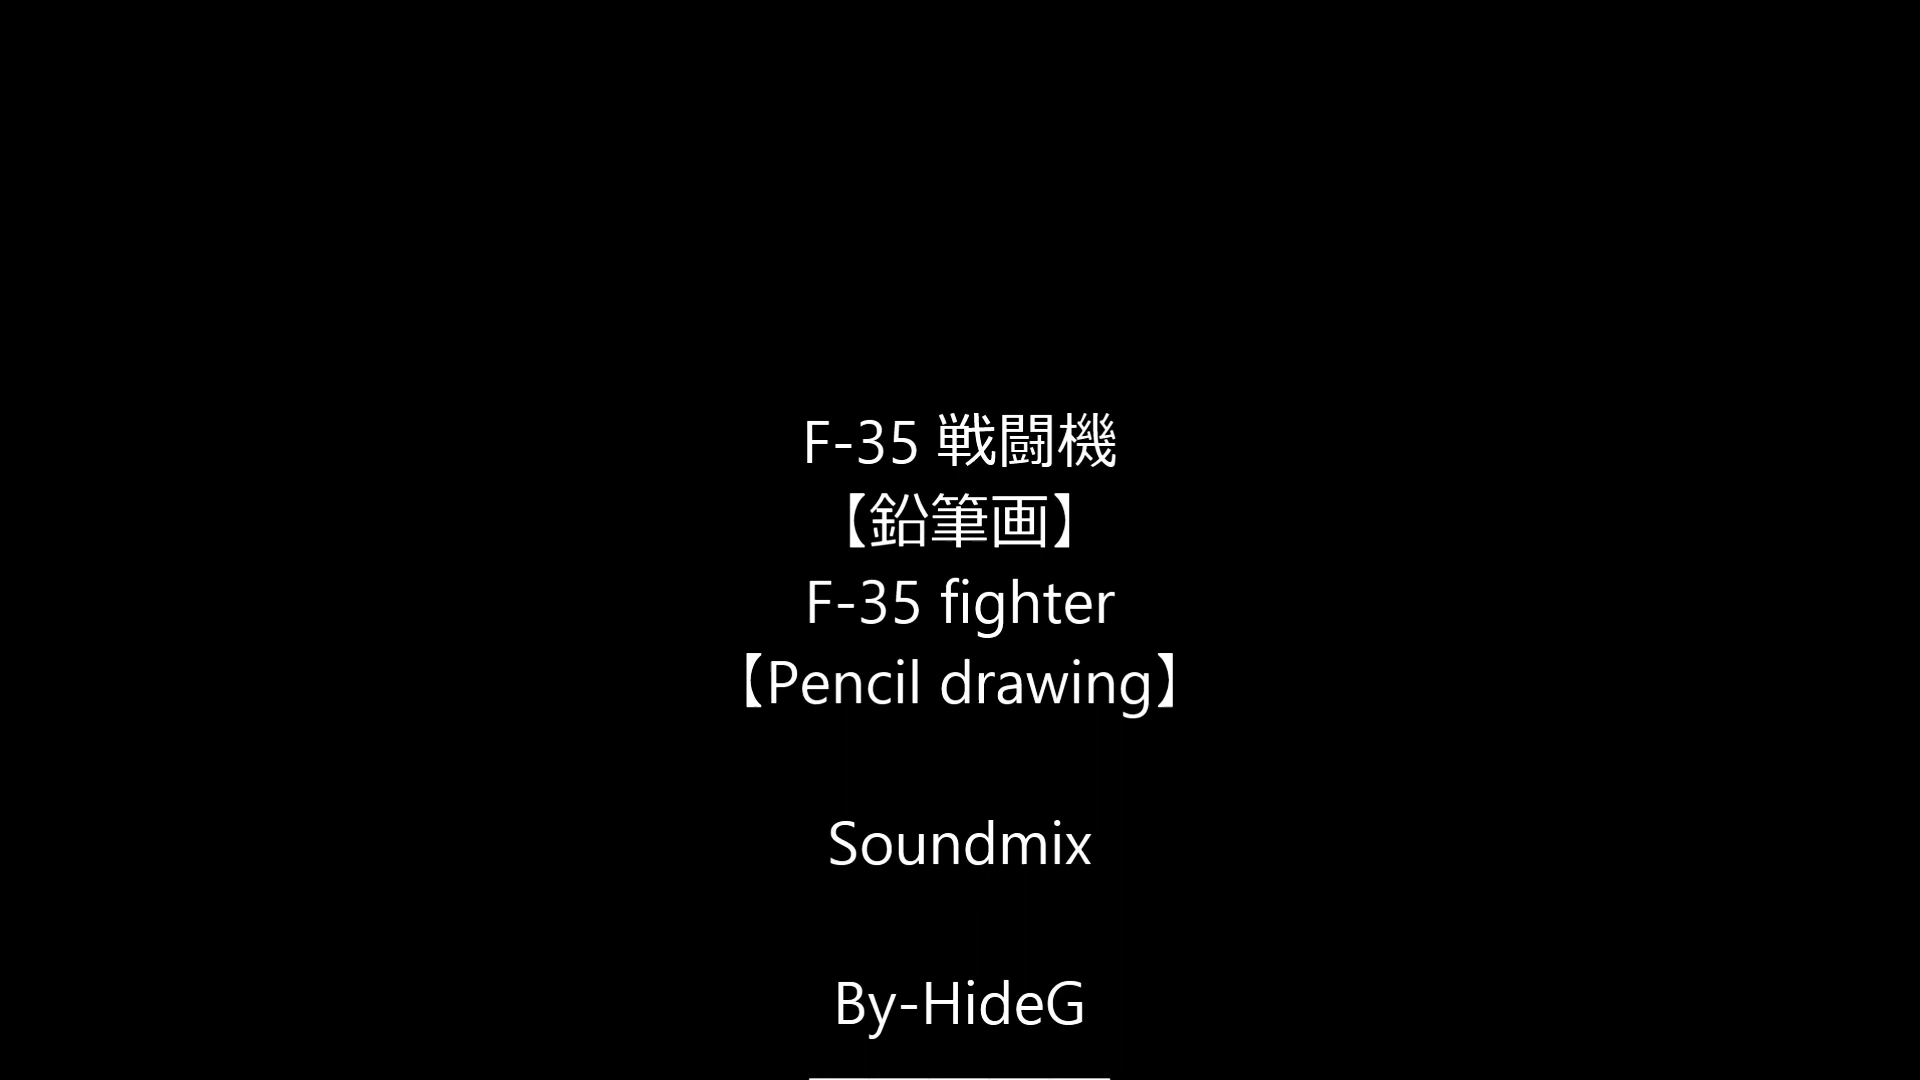 F-35 戦闘機
【鉛筆画】
F-35 fighter
【Pencil drawing】
Soundmix
By-HideG